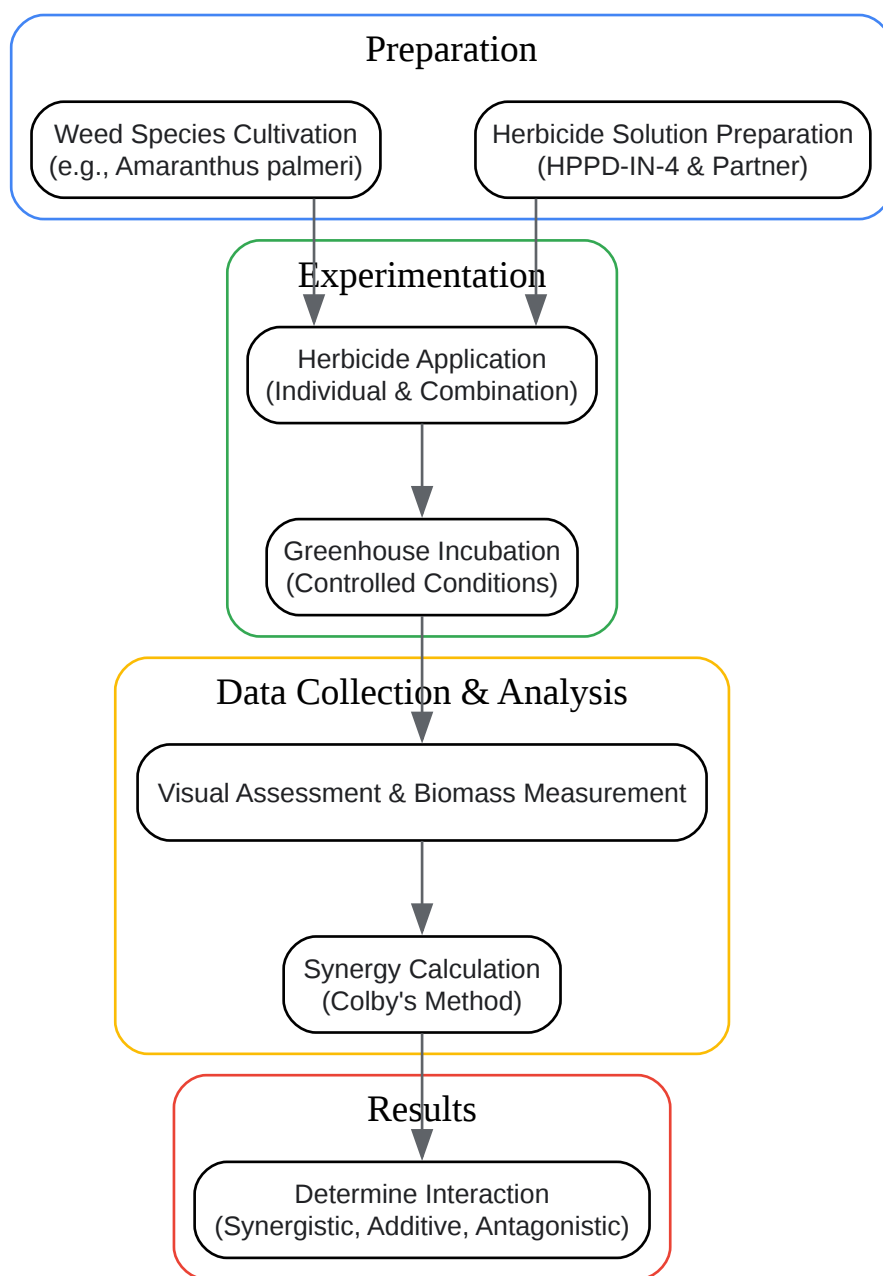 Preparation
Weed Species Cultivation
(e.g., Amaranthus palmeri)
Herbicide Solution Preparation
(HPPD-IN-4 & Partner)
Experimentation
Herbicide Application
(Individual & Combination)
Greenhouse Incubation
(Controlled Conditions)
Data Collection & Analysis
Visual Assessment & Biomass Measurement
Synergy Calculation
(Colby's Method)
Results
Determine Interaction
(Synergistic, Additive, Antagonistic)